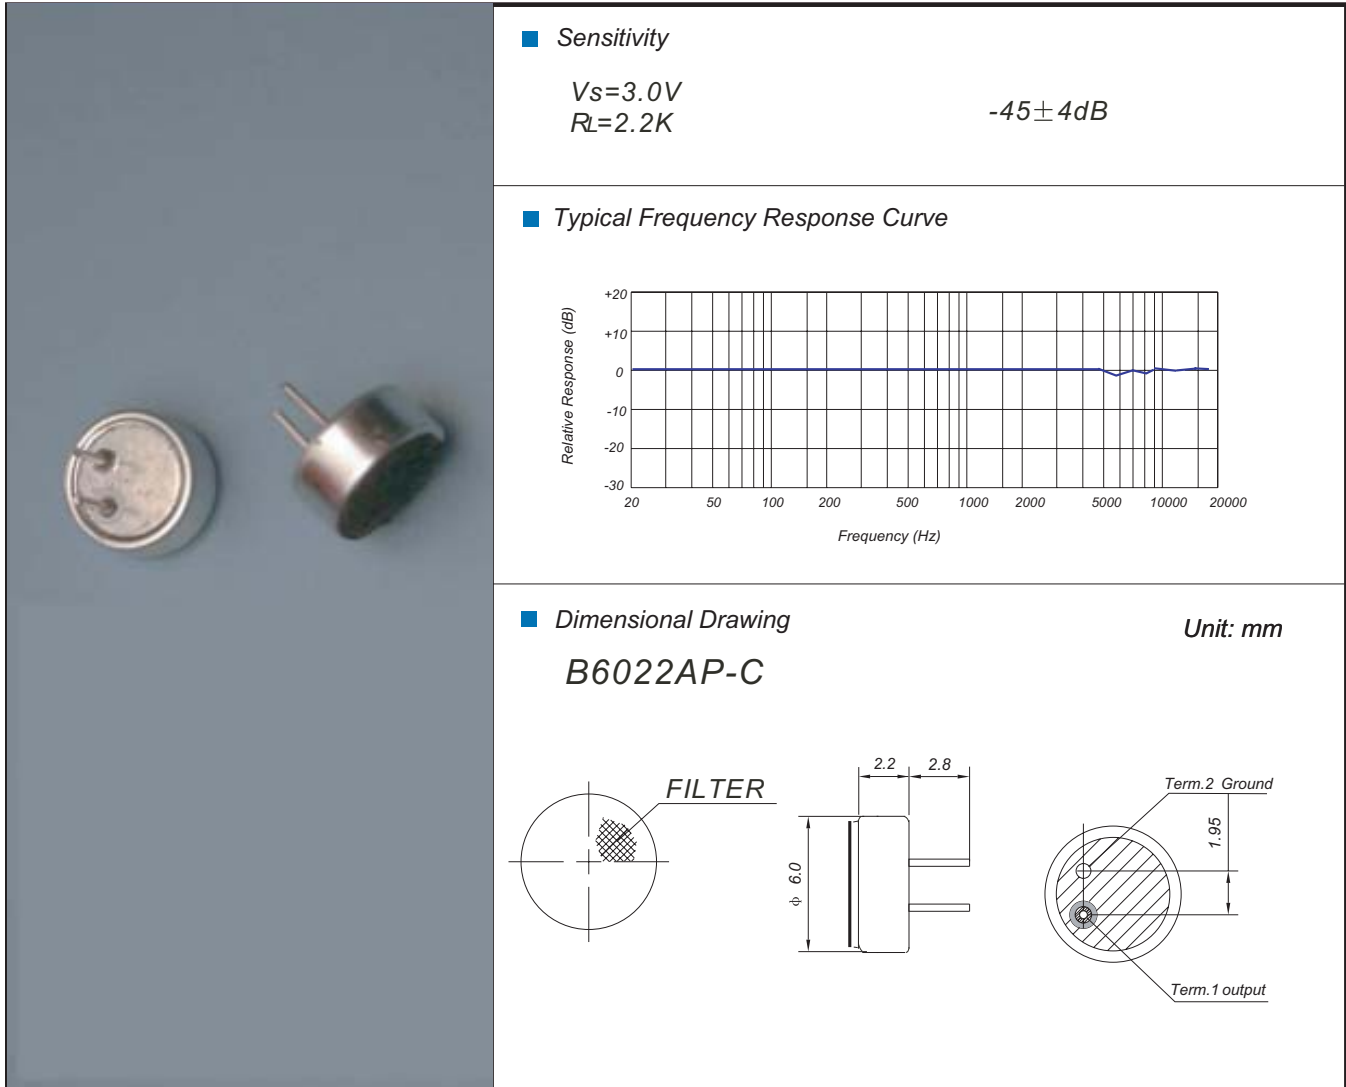 Sensitivity
Vs=3.0V
RL=2.2K
-45±4dB
Typical Frequency Response Curve
+20
+10
0
-10
-20
-30
Relative Response (dB)
20 50 100 200 500 1000 2000 5000 10000 20000
Frequency (Hz)
Dimensional Drawing
Unit: mm
B6022AP-C
FILTER
2.2 2.8
φ 6.0
Term.2 Ground
1.95
Term.1 output